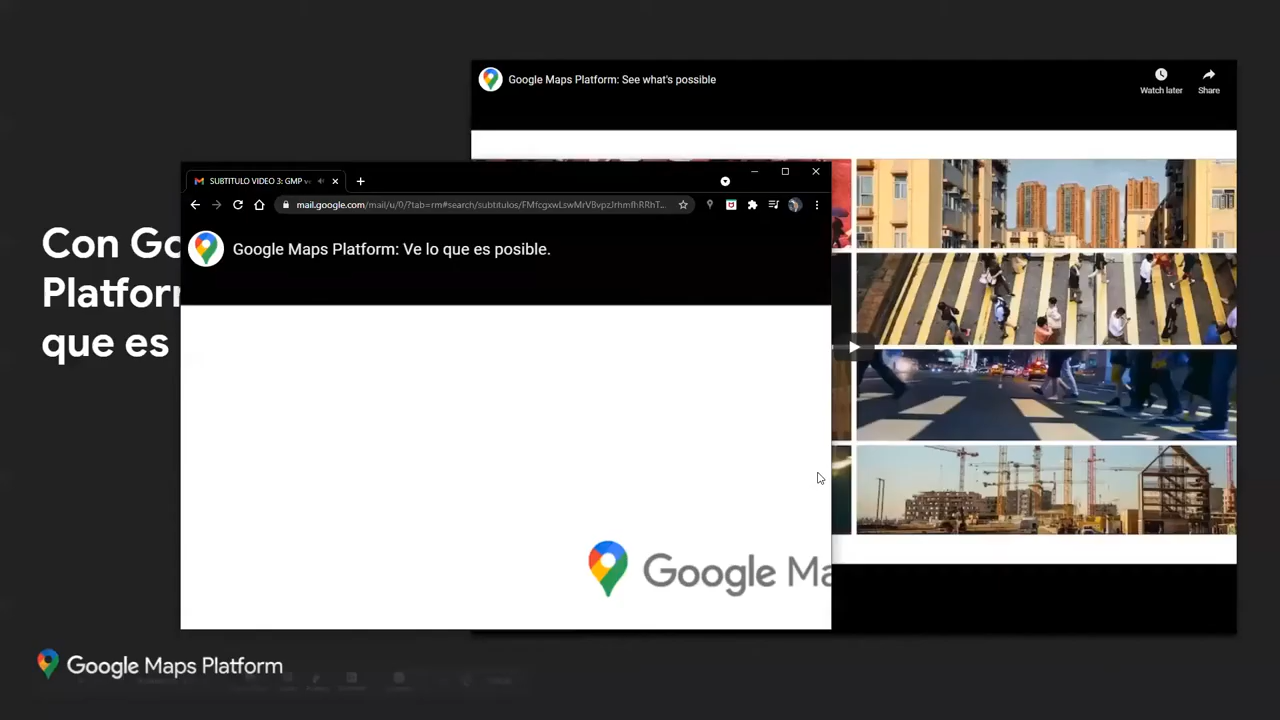 Google Maps Platform: See what's possible
Watch later
Share
SUBTITULO VIDEO 3: GMP
mail.google.com/mail/u/0/?tab=rm#search/subtitulos/FMfcgxwLswMrV8vpzJrhmfhRRhT...
Google Maps Platform: Ve lo que es posible.
Con Go
Platfor
que es
Google Ma
Google Maps Platform